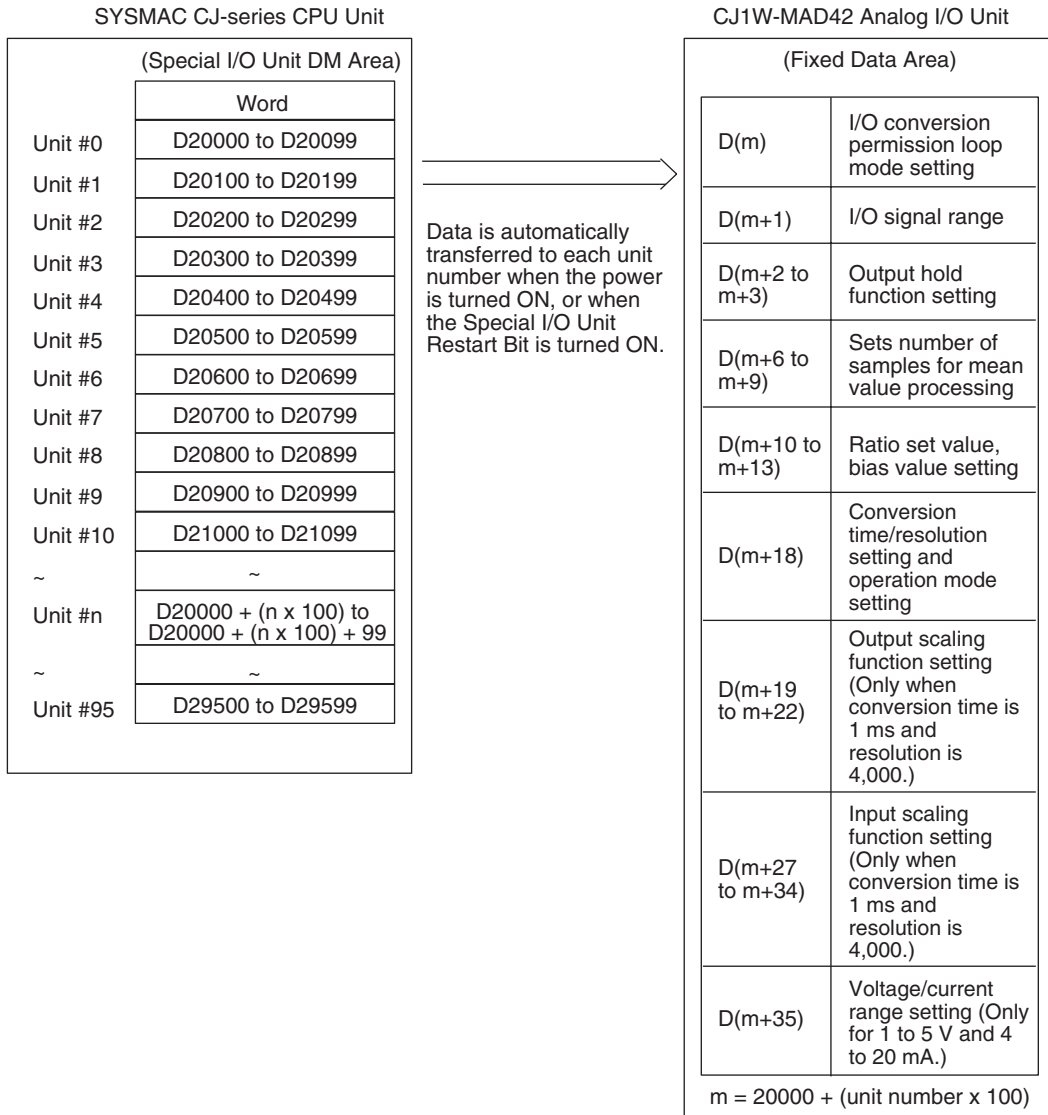 SYSMAC CJ-series CPU Unit
(Special I/O Unit DM Area)
Word
Unit #0 D20000 to D20099
Unit #1 D20100 to D20199
Unit #2 D20200 to D20299
Unit #3 D20300 to D20399
Unit #4 D20400 to D20499
Unit #5 D20500 to D20599
Unit #6 D20600 to D20699
Unit #7 D20700 to D20799
Unit #8 D20800 to D20899
Unit #9 D20900 to D20999
Unit #10 D21000 to D21099
~ ~
Unit #n D20000 + (n x 100) to
D20000 + (n x 100) + 99
~ ~
Unit #95 D29500 to D29599
Data is automatically
transferred to each unit
number when the power
is turned ON, or when
the Special I/O Unit
Restart Bit is turned ON.
CJ1W-MAD42 Analog I/O Unit
(Fixed Data Area)
D(m)
I/O conversion
permission loop
mode setting
D(m+1)
I/O signal range
D(m+2 to
m+3)
Output hold
function setting
D(m+6 to
m+9)
Sets number of
samples for mean
value processing
D(m+10 to
m+13)
Ratio set value,
bias value setting
D(m+18)
Conversion
time/resolution
setting and
operation mode
setting
D(m+19
to m+22)
Output scaling
function setting
(Only when
conversion time is
1 ms and
resolution is
4,000.)
D(m+27
to m+34)
Input scaling
function setting
(Only when
conversion time is
1 ms and
resolution is
4,000.)
D(m+35)
Voltage/current
range setting (Only
for 1 to 5 V and 4
to 20 mA.)
m = 20000 + (unit number x 100)